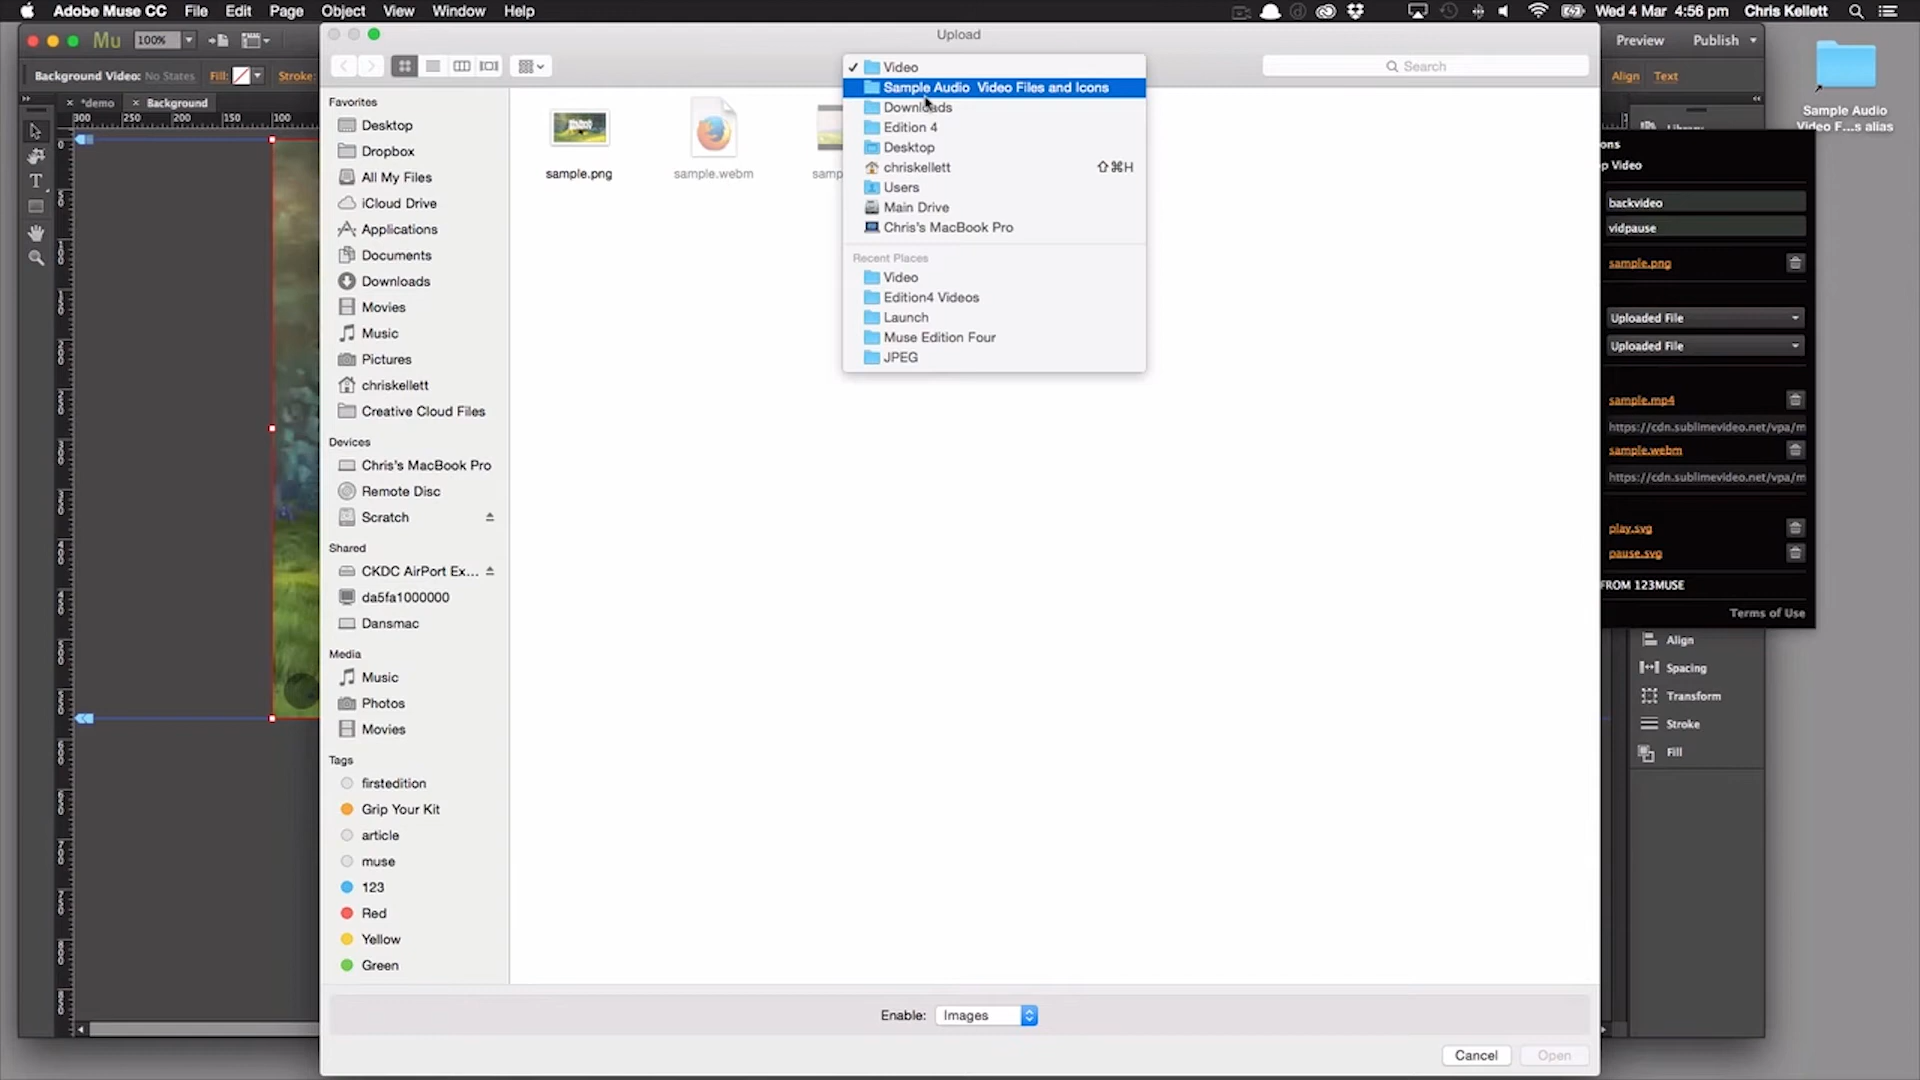 Adobe Muse CC File Edit Page Object View Window Help
Wed 4 Mar 4:56 pm Chris Kellett
Mu 100%
Upload
Preview Publish
Background Video: No States Fill: Stroke:
Align Text
Search
*demo Background
300 250 200 150 100
Favorites
Desktop
Dropbox
All My Files
iCloud Drive
Applications
Documents
Downloads
Movies
Music
Pictures
chriskellett
Creative Cloud Files
Devices
Chris's MacBook Pro
Remote Disc
Scratch
Shared
CKDC AirPort Ex...
da5fa1000000
Dansmac
Media
Music
Photos
Movies
Tags
firstedition
Grip Your Kit
article
muse
123
Red
Yellow
Green
sample.png
sample.webm
Video
Sample Audio Video Files and Icons
Downloads
Edition 4
Desktop
chriskellett ⇧⌘H
Users
Main Drive
Chris's MacBook Pro
Recent Places
Video
Edition4 Videos
Launch
Muse Edition Four
JPEG
Enable: Images
Cancel Open
Sample Audio
Video F...s alias
ons
p Video
backvideo
vidpause
sample.png
Uploaded File
Uploaded File
sample.mp4
https://cdn.sublimevideo.net/vpa/m
sample.webm
https://cdn.sublimevideo.net/vpa/m
play.svg
pause.svg
FROM 123MUSE
Terms of Use
Align
Spacing
Transform
Stroke
Fill